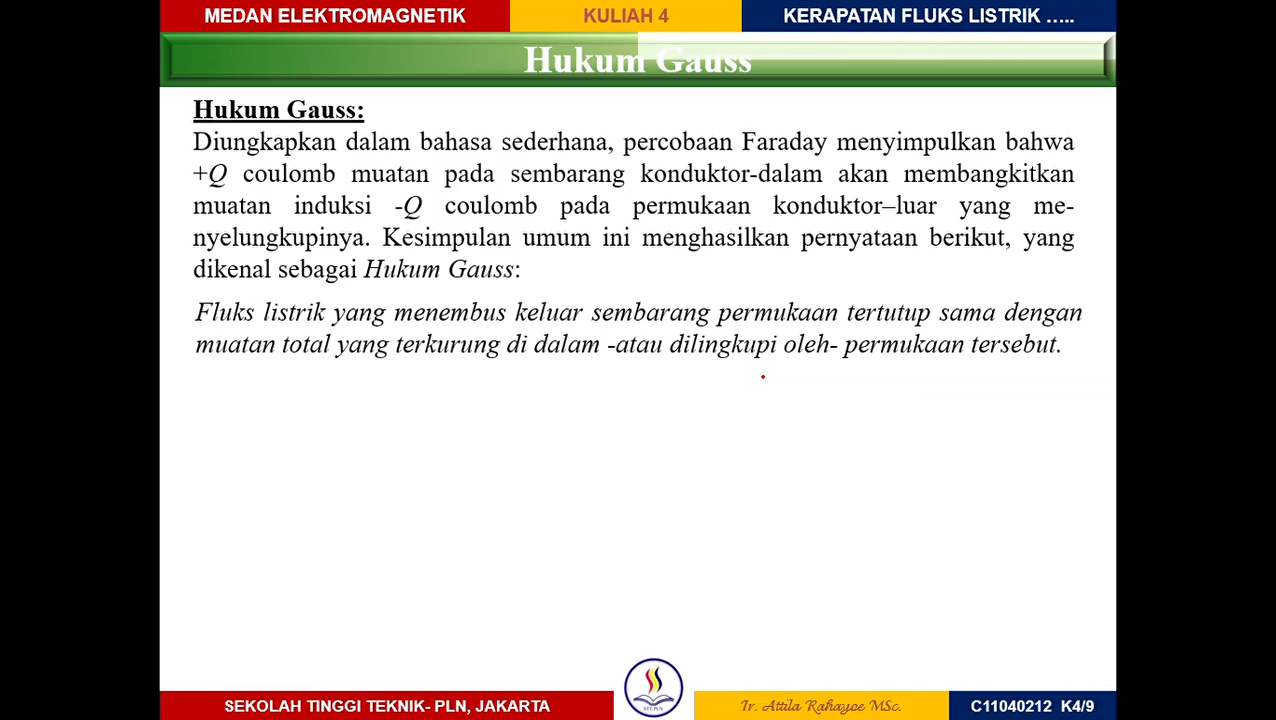 MEDAN ELEKTROMAGNETIK
KULIAH 4
KERAPATAN FLUKS LISTRIK …..
Hukum Gauss
Hukum Gauss:
Diungkapkan dalam bahasa sederhana, percobaan Faraday menyimpulkan bahwa
+Q coulomb muatan pada sembarang konduktor-dalam akan membangkitkan
muatan induksi -Q coulomb pada permukaan konduktor–luar yang me-
nyelungkupinya. Kesimpulan umum ini menghasilkan pernyataan berikut, yang
dikenal sebagai Hukum Gauss:
Fluks listrik yang menembus keluar sembarang permukaan tertutup sama dengan
muatan total yang terkurung di dalam -atau dilingkupi oleh- permukaan tersebut.
STT PLN
SEKOLAH TINGGI TEKNIK- PLN, JAKARTA
Ir. Attila Rahayoe MSc.
C11040212 K4/9